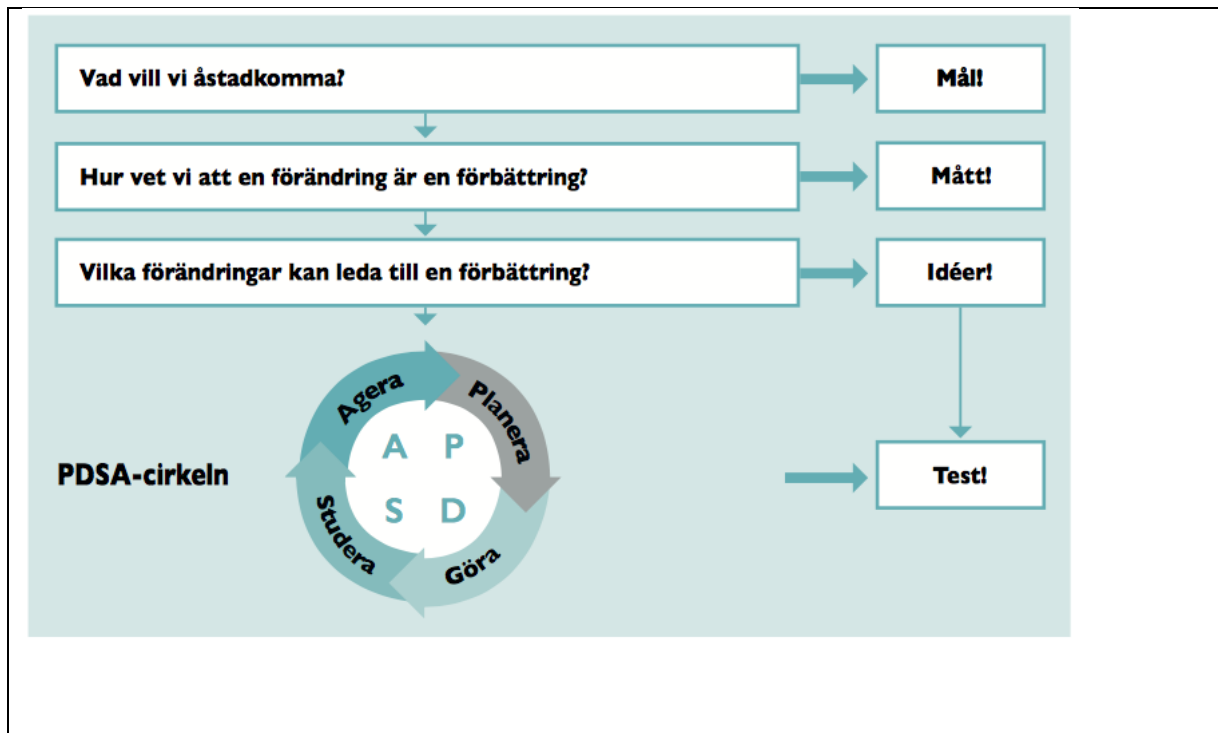 Vad vill vi åstadkomma?
Mål!
Hur vet vi att en förändring är en förbättring?
Mått!
Vilka förändringar kan leda till en förbättring?
Idéer!
Agera
Planera
A P
PDSA-cirkeln
Test!
S D
Studera
Göra